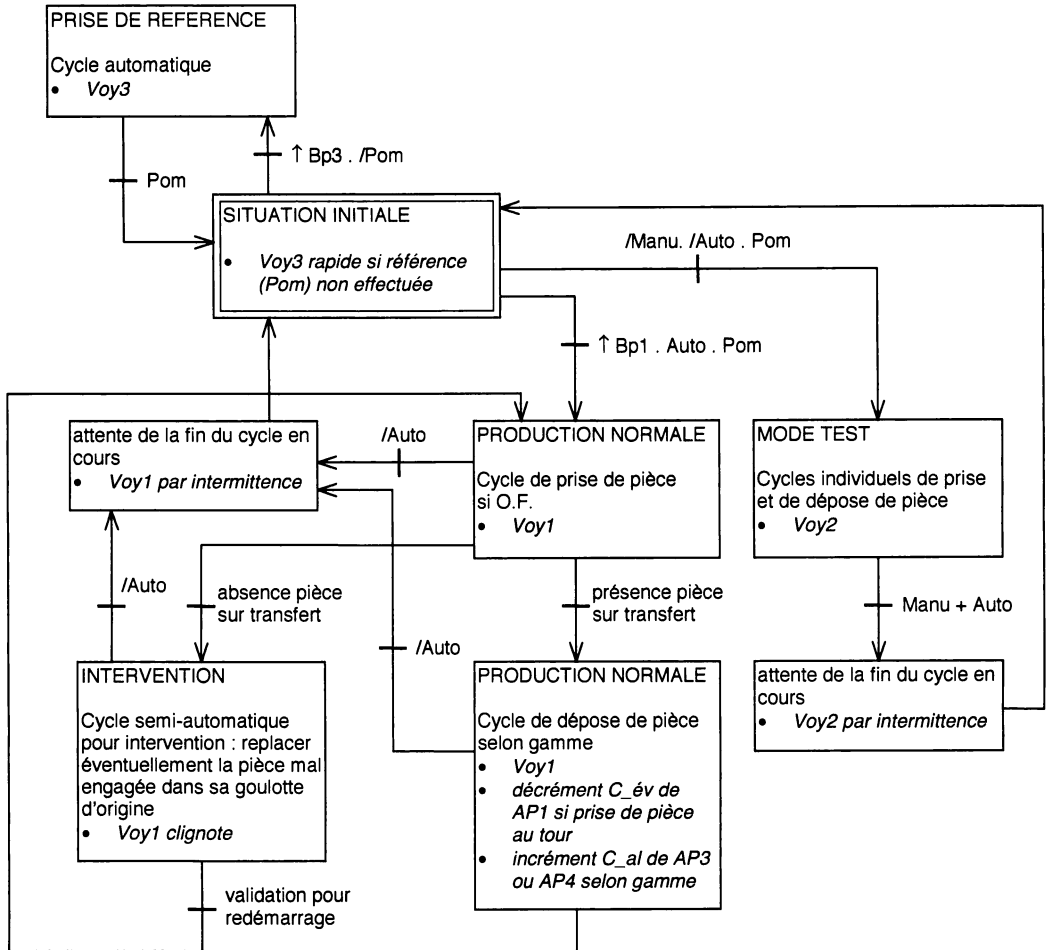 PRISE DE REFERENCE
Cycle automatique
• Voy3
↑ Bp3 . /Pom
Pom
SITUATION INITIALE
• Voy3 rapide si référence
(Pom) non effectuée
/Manu. /Auto . Pom
↑ Bp1 . Auto . Pom
attente de la fin du cycle en
cours
• Voy1 par intermittence
/Auto
PRODUCTION NORMALE
Cycle de prise de pièce
si O.F.
• Voy1
MODE TEST
Cycles individuels de prise
et de dépose de pièce
• Voy2
/Auto
absence pièce
sur transfert
présence pièce
sur transfert
Manu + Auto
/Auto
INTERVENTION
Cycle semi-automatique
pour intervention : replacer
éventuellement la pièce mal
engagée dans sa goulotte
d'origine
• Voy1 clignote
PRODUCTION NORMALE
Cycle de dépose de pièce
selon gamme
• Voy1
• décrément C_év de
AP1 si prise de pièce
au tour
• incrément C_al de AP3
ou AP4 selon gamme
attente de la fin du cycle en
cours
• Voy2 par intermittence
validation pour
redémarrage